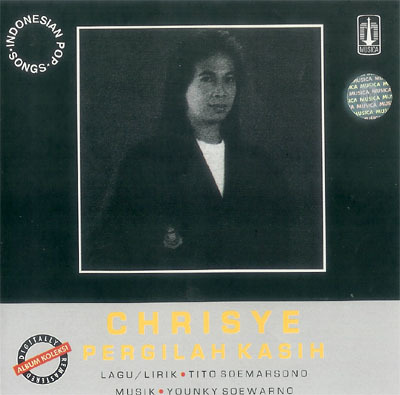 INDONESIAN POP
SONGS
MUSICA
CHRISYE
PERGILAH KASIH
LAGU/LIRIK • TITO SOEMARSONO
MUSIK • YOUNKY SOEWARNO
DIGITALLY
ALBUM KOLEKSI
REMASTERED